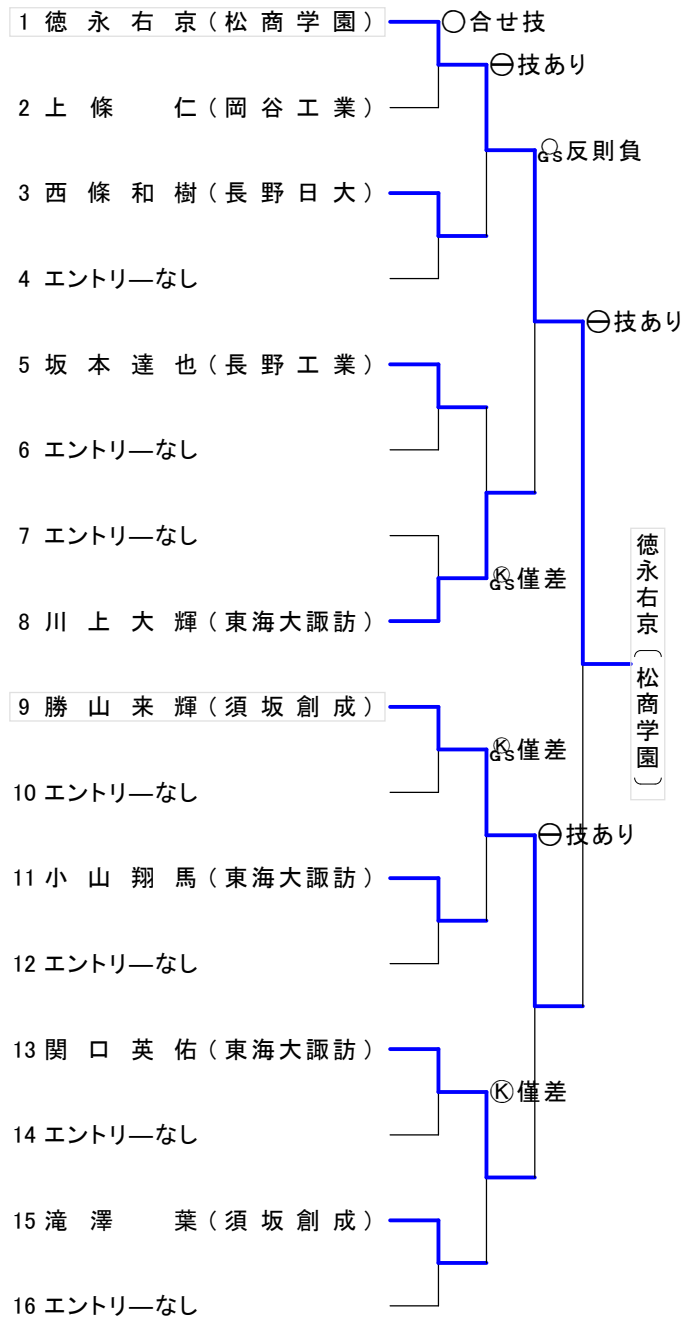 1 徳永右京(松商学園)
○合せ技
㊀技あり
2 上條 仁(岡谷工業)
○GS反則負
3 西條和樹(長野日大)
4 エントリ―なし
㊀技あり
5 坂本達也(長野工業)
6 エントリ―なし
7 エントリ―なし
徳永右京〔松商学園〕
ⓀGS僅差
8 川上大輝(東海大諏訪)
9 勝山来輝(須坂創成)
ⓀGS僅差
10 エントリ―なし
㊀技あり
11 小山翔馬(東海大諏訪)
12 エントリ―なし
13 関口英佑(東海大諏訪)
Ⓚ僅差
14 エントリ―なし
15 滝澤 葉(須坂創成)
16 エントリ―なし